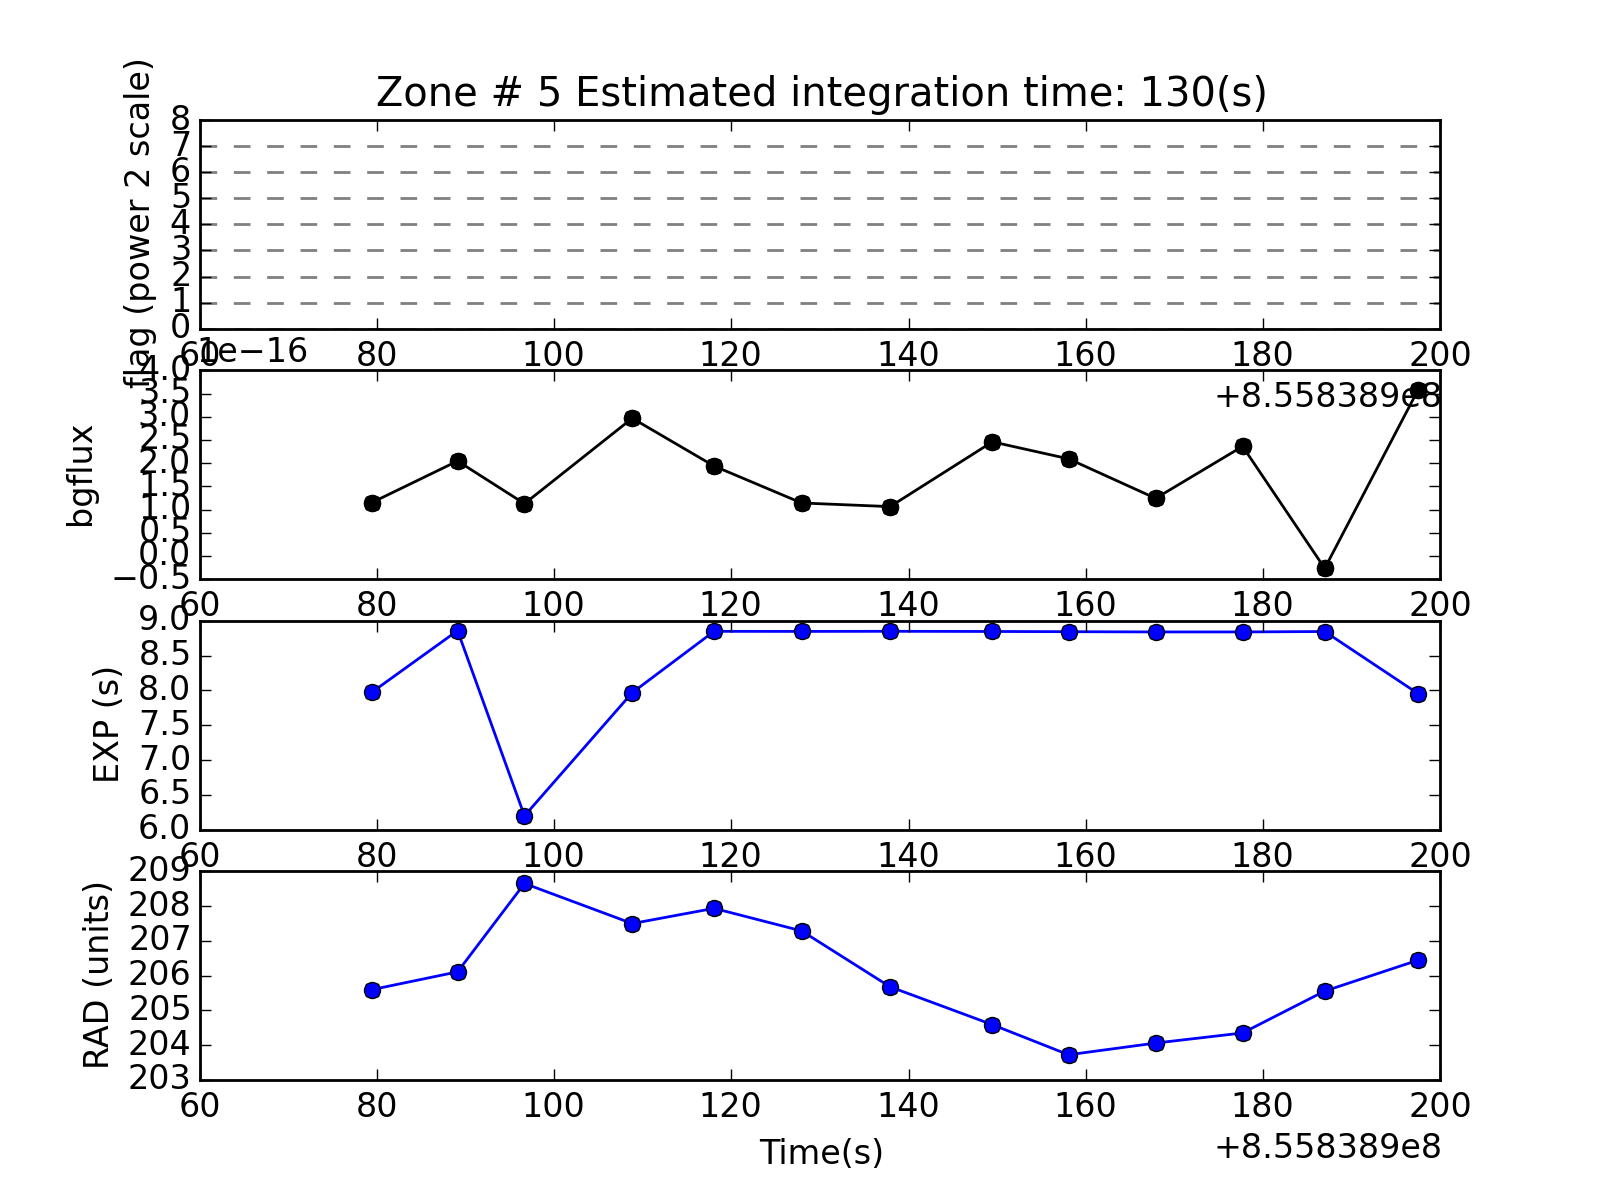 Zone # 5 Estimated integration time: 130(s)
flag (power 2 scale)
8
7
6
5
4
3
2
1
0
60 80 100 120 140 160 180 200
1e−16
+8.558389e8
bgflux
4.0
3.5
3.0
2.5
2.0
1.5
1.0
0.5
0.0
−0.5
60 80 100 120 140 160 180 200
EXP (s)
9.0
8.5
8.0
7.5
7.0
6.5
6.0
60 80 100 120 140 160 180 200
RAD (units)
209
208
207
206
205
204
203
60 80 100 120 140 160 180 200
Time(s)
+8.558389e8